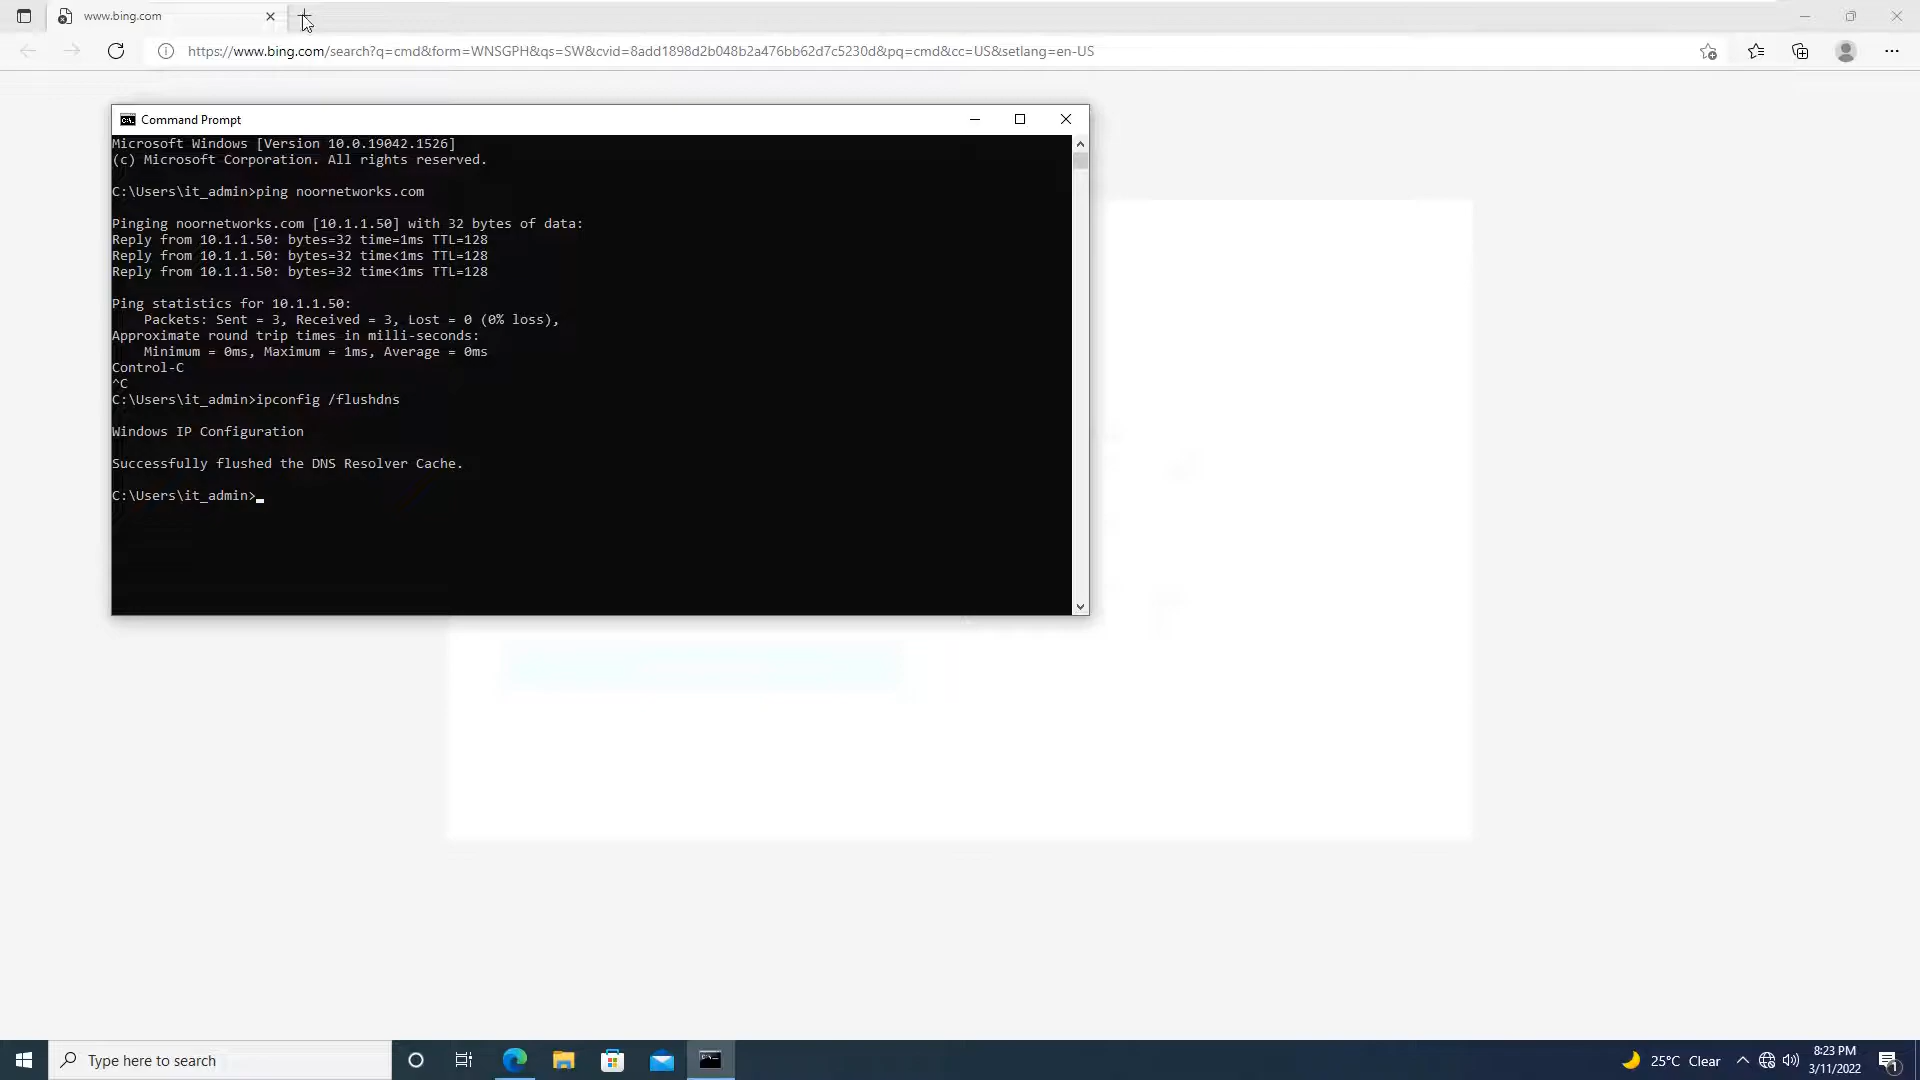 www.bing.com
https://www.bing.com/search?q=cmd&form=WNSGPH&qs=SW&cvid=8add1898d2b048b2a476bb62d7c5230d&pq=cmd&cc=US&setlang=en-US
Command Prompt
Microsoft Windows [Version 10.0.19042.1526]
(c) Microsoft Corporation. All rights reserved.
C:\Users\it_admin>ping noornetworks.com
Pinging noornetworks.com [10.1.1.50] with 32 bytes of data:
Reply from 10.1.1.50: bytes=32 time=1ms TTL=128
Reply from 10.1.1.50: bytes=32 time<1ms TTL=128
Reply from 10.1.1.50: bytes=32 time<1ms TTL=128
Ping statistics for 10.1.1.50:
Packets: Sent = 3, Received = 3, Lost = 0 (0% loss),
Approximate round trip times in milli-seconds:
Minimum = 0ms, Maximum = 1ms, Average = 0ms
Control-C
^C
C:\Users\it_admin>ipconfig /flushdns
Windows IP Configuration
Successfully flushed the DNS Resolver Cache.
C:\Users\it_admin>
Type here to search
25°C Clear
8:23 PM
3/11/2022
1